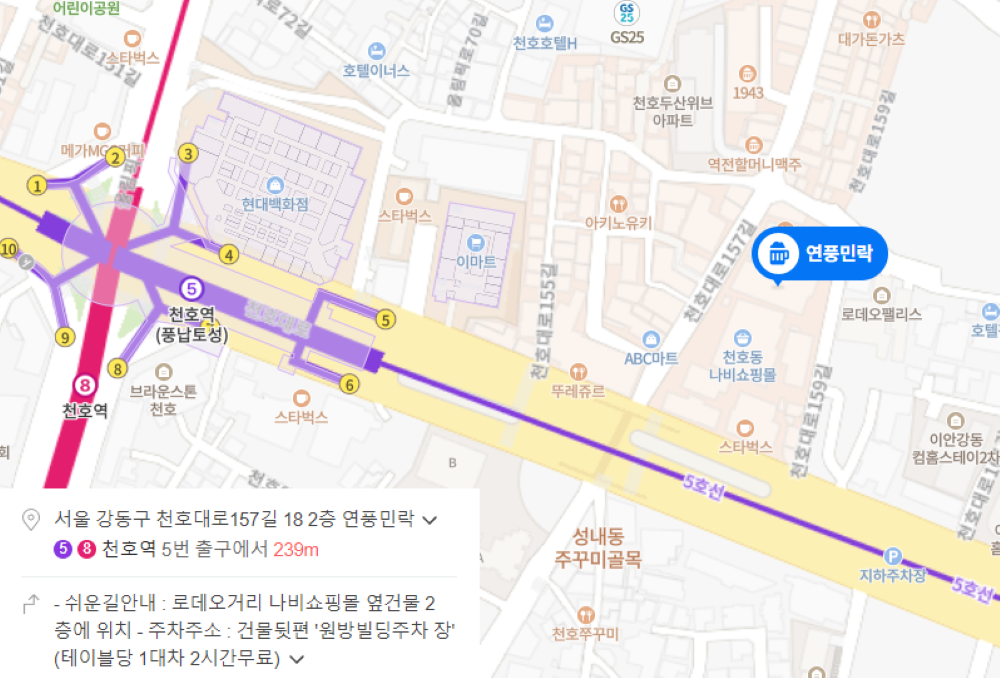 어린이공원
스타벅스
천호대로151길
천호대로72길
올림픽로70길
천호호텔H
호텔이너스
GS
25
GS25
대가돈가츠
1943
천호두산위브
아파트
역전할머니맥주
천호대로159길
메가MG
1
2
3
현대백화점
스타벅스
이마트
아키노유키
천호대로157길
연풍민락
4
10
5
천호역
(풍납토성)
5
천호대로155길
ABC마트
천호동
나비쇼핑몰
로데오팰리스
9
8
6
8
천호역
브라운스톤
천호
스타벅스
뚜레쥬르
스타벅스
천호대로159길
이안강동
컴홈스테이2차
B
5호선
성내동
주꾸미골목
지하주차장
P
5호선
천호쭈꾸미
서울 강동구 천호대로157길 18 2층 연풍민락
5 8 천호역 5번 출구에서 239m
- 쉬운길안내 : 로데오거리 나비쇼핑몰 옆건물 2
층에 위치 - 주차주소 : 건물뒷편 '원방빌딩주차 장'
(테이블당 1대차 2시간무료)